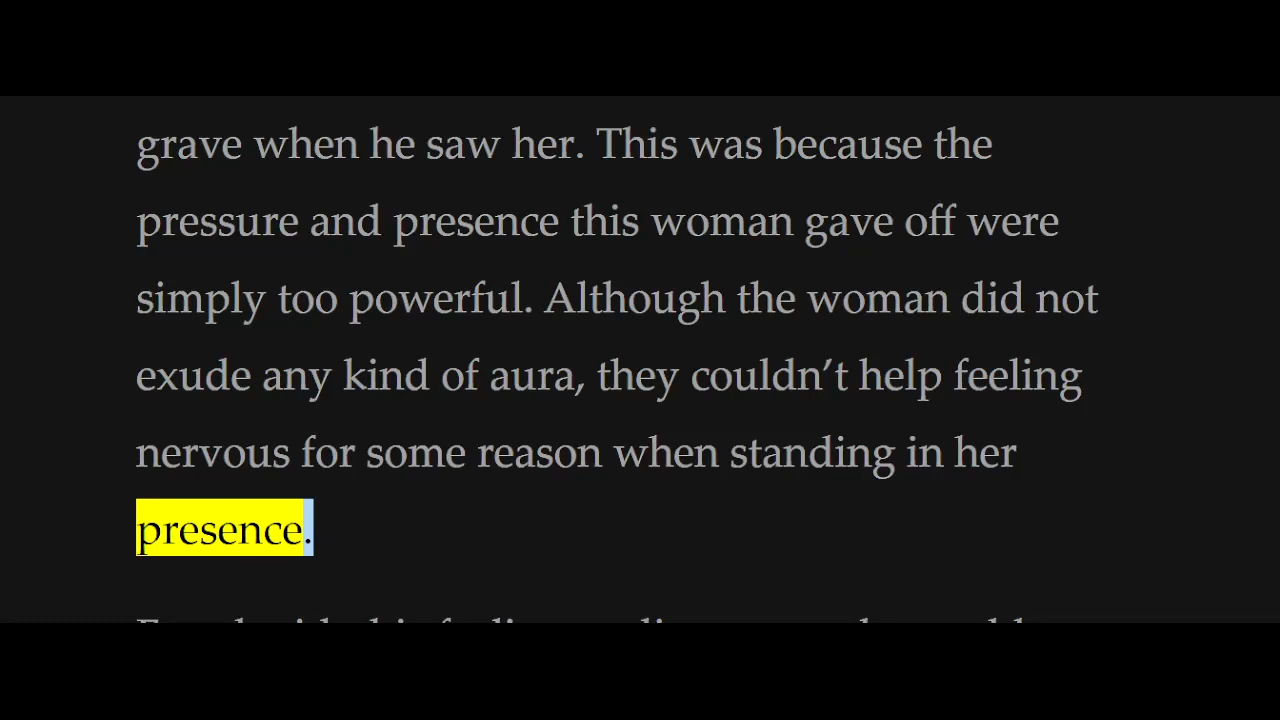 grave when he saw her. This was because the
pressure and presence this woman gave off were
simply too powerful. Although the woman did not
exude any kind of aura, they couldn’t help feeling
nervous for some reason when standing in her
presence.